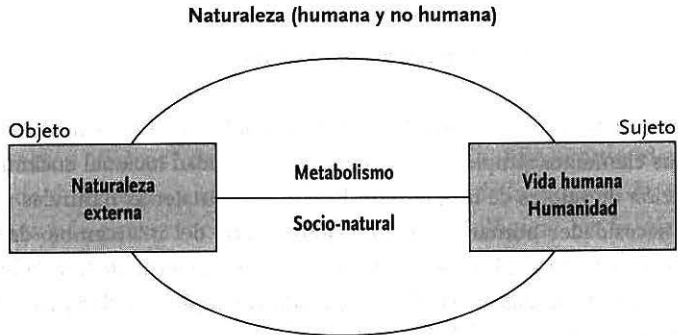 Naturaleza (humana y no humana)
Objeto
Sujeto
Naturaleza
externa
Metabolismo
Socio-natural
Vida humana
Humanidad